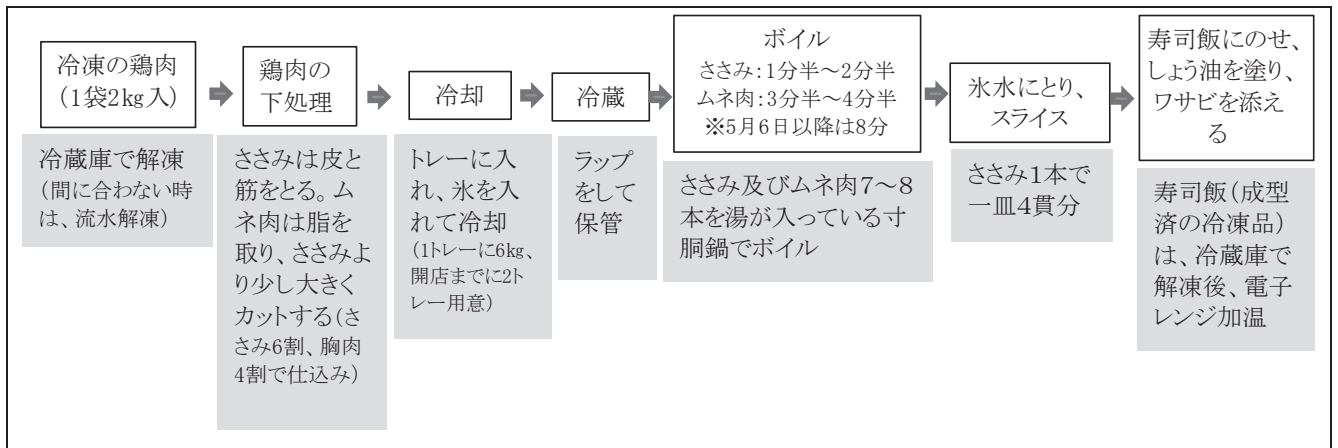 冷凍の鶏肉
(1袋2㎏入)
冷蔵庫で解凍
(間に合わない時
は、流水解凍)
鶏肉の
下処理
ささみは皮と
筋をとる。ム
ネ肉は脂を
取り、ささみよ
り少し大きく
カットする(さ
さみ6割、胸肉
4割で仕込み)
冷却
トレーに入
れ、氷を入
れて冷却
(1トレーに6㎏、
開店までに2ト
レー用意)
冷蔵
ラップ
をして
保管
ボイル
ささみ:1分半～2分半
ムネ肉:3分半～4分半
※5月6日以降は8分
ささみ及びムネ肉7～8
本を湯が入っている寸
胴鍋でボイル
氷水にとり、
スライス
ささみ1本で
一皿4貫分
寿司飯にのせ、
しょう油を塗り、
ワサビを添え
る
寿司飯(成型
済の冷凍品)
は、冷蔵庫で
解凍後、電子
レンジ加温